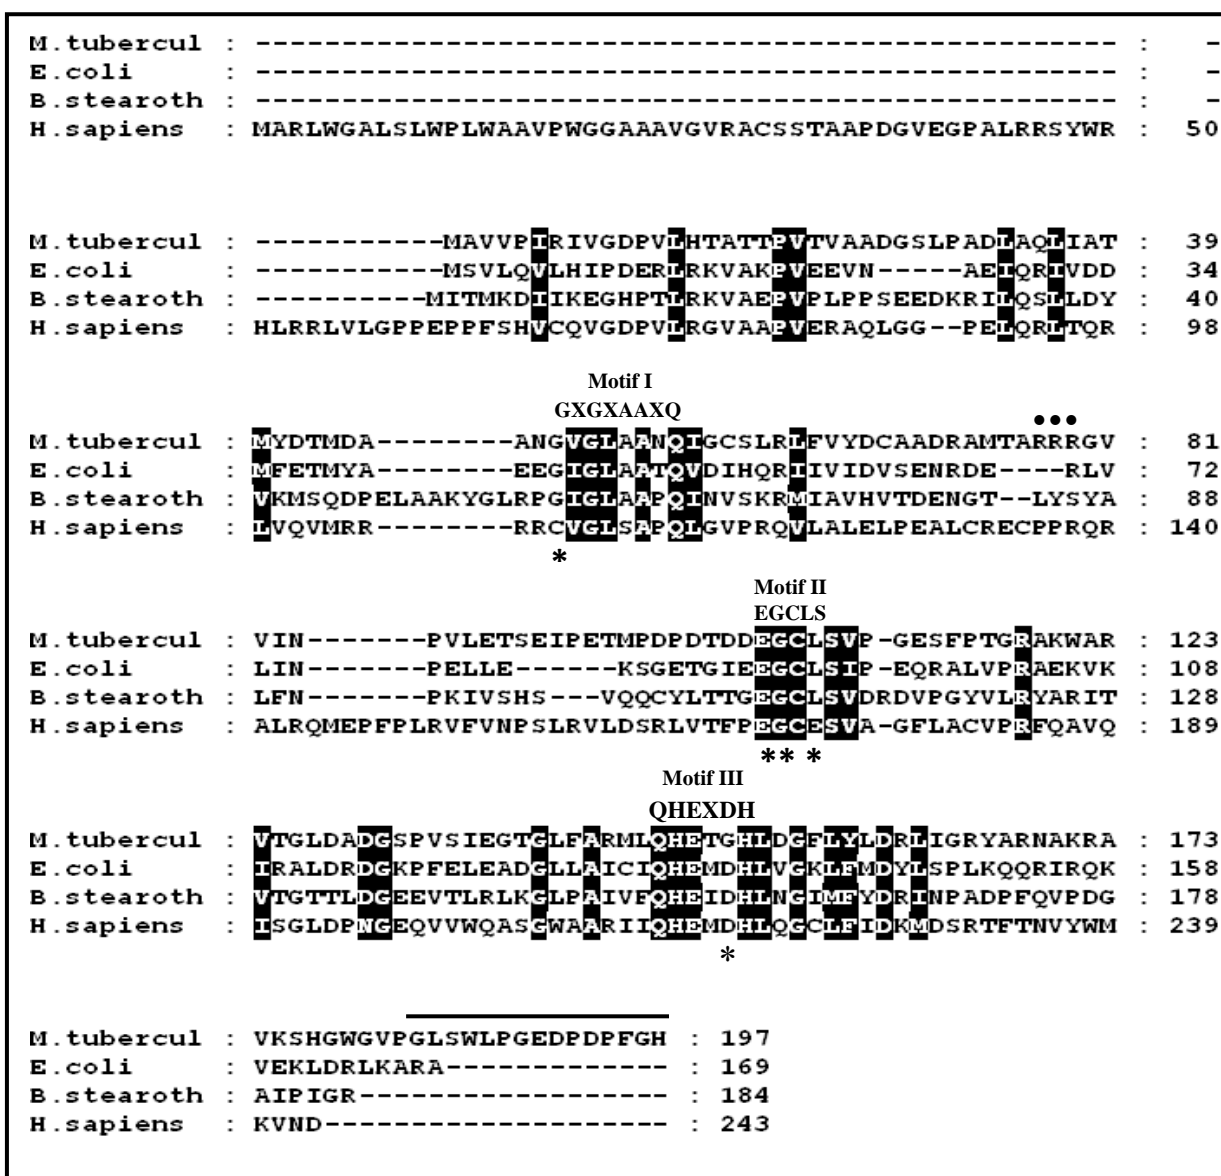 M.tubercul : -------------------------------------------------- : -
E.coli : -------------------------------------------------- : -
B.stearoth : -------------------------------------------------- : -
H.sapiens : MARLWGALSLWPLWAAVPWGGAAAVGVRACSSTAAPDGVEGPALRRSYWR : 50
M.tubercul : -----------MAVVPIRIVGDPVLHTATTPVTVAADGSLPADLAQLIAT : 39
E.coli : -----------MSVLQVLHIPDERLRKVAKPVEEVN-----AEIQRIVDD : 34
B.stearoth : ----------MITMKDIIKEGHPTLRKVAEPVPLPPSEEDKRILQSLLDY : 40
H.sapiens : HLRRLVLGPPEPPFSHVCQVGDPVLRGVAAPVERAQLGG--PELQRLTQR : 98
Motif I
GXGXAAXQ
•••
M.tubercul : MYDTMDA--------ANGVGLAANQIGCSLRLFVYDCAADRAMTARRRGV : 81
E.coli : MFETMYA--------EEGIGLAATQVDIHQRIIVIDVSENRDE----RLV : 72
B.stearoth : VKMSQDPELAAKYGLRPGIGLAAPQINVSKRMIAVHVTDENGT--LYSYA : 88
H.sapiens : LVQVMRR--------RRCVGLSAPQLGVPRQVLALELPEALCRECPPRQR : 140
*
Motif II
EGCLS
M.tubercul : VIN-------PVLETSEIPETMPDPDTDDEGCLSVP-GESFPTGRAKWAR : 123
E.coli : LIN-------PELLE------KSGETGIEEGCLSIP-EQRALVPRAEKVK : 108
B.stearoth : LFN-------PKIVSHS---VQQCYLTTGEGCLSVDRDVPGYVLRYARIT : 128
H.sapiens : ALRQMEPFPLRVFVNPSLRVLDSRLVTFPEGCESVA-GFLACVPRFQAVQ : 189
** *
Motif III
QHEXDH
M.tubercul : VTGLDADGSPVSIEGTGLFARMLQHETGHLDGFLYLDRLIGRYARNAKRA : 173
E.coli : IRALDRDGKPFELEADGLLAICIQHEMDHLVGKLFMDYLSPLKQQRIRQK : 158
B.stearoth : VTGTTLDGEEVTLRLKGLPAIVFQHEIDHLNGIMFYDRINPADPFQVPDG : 178
H.sapiens : ISGLDPNGEQVVWQASGWAARIIQHEMDHLQGCLFIDKMDSRTFTNVYWM : 239
*
M.tubercul : VKSHGWGVPGLSWLPGEDPDPFGH : 197
E.coli : VEKLDRLKARA------------- : 169
B.stearoth : AIPIGR------------------ : 184
H.sapiens : KVND-------------------- : 243